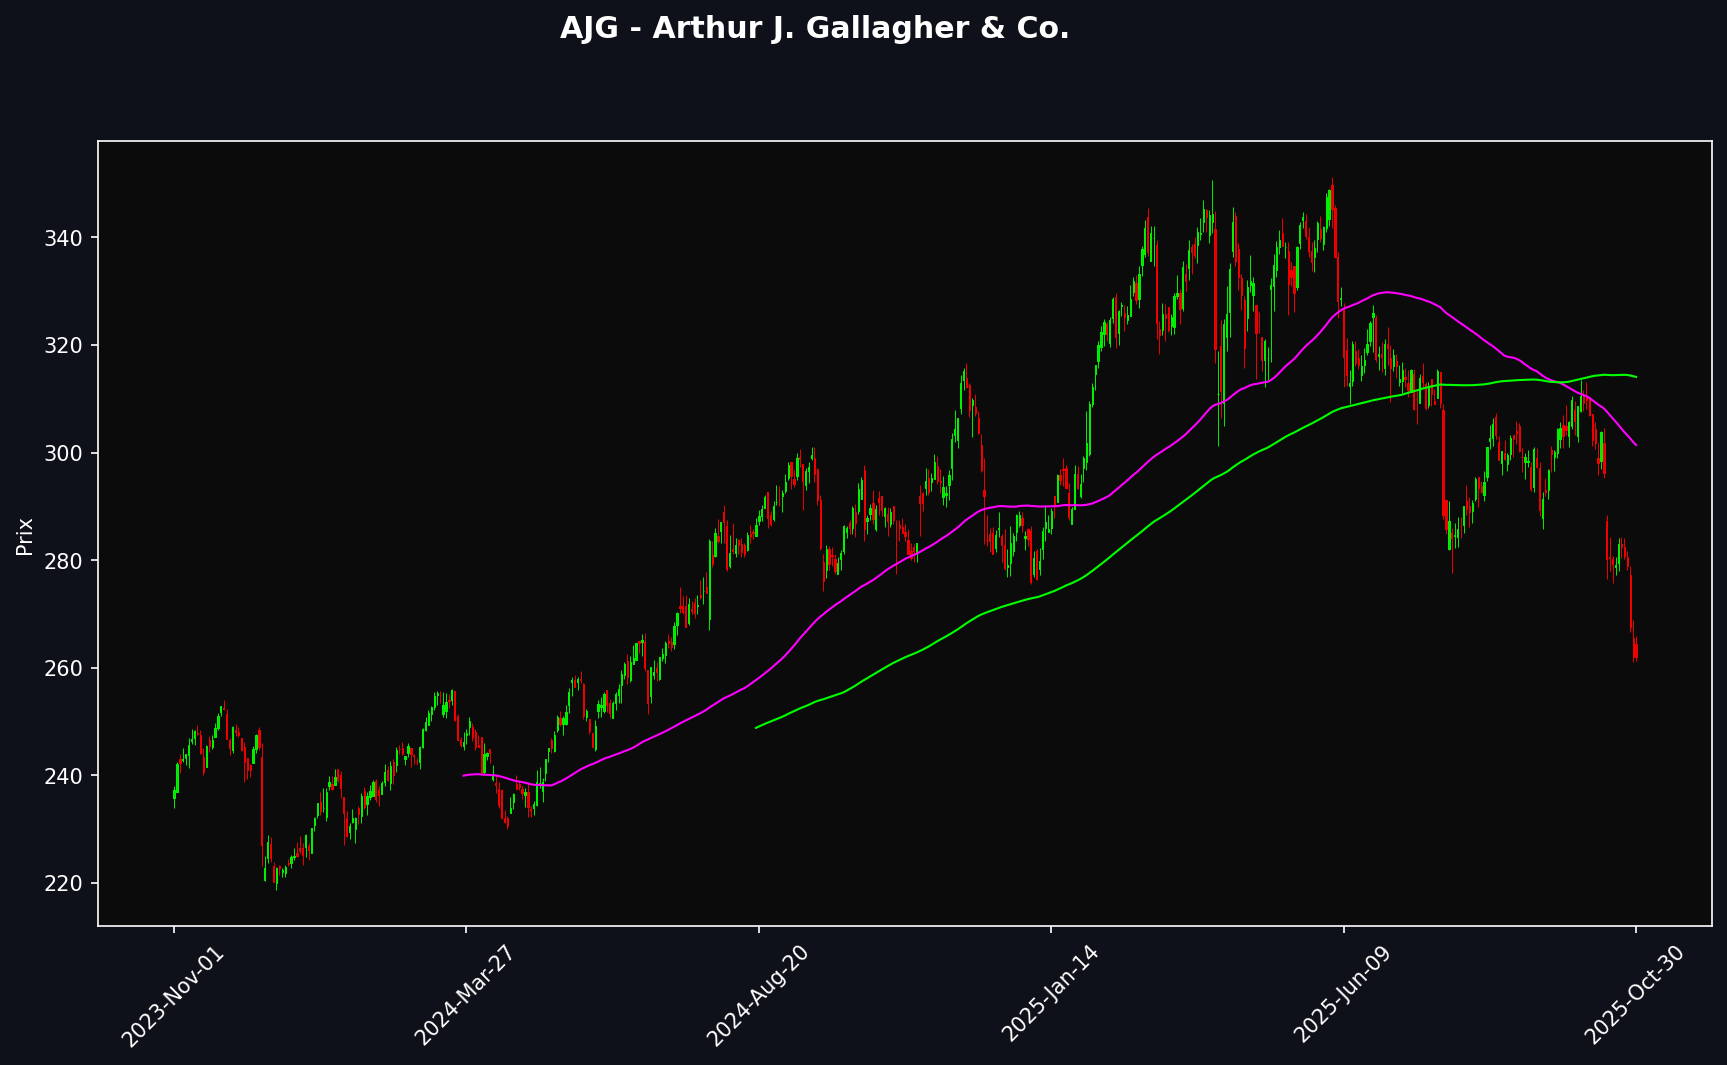 AJG - Arthur J. Gallagher & Co.
Prix
340
320
300
280
260
240
220
2023-Nov-01
2024-Mar-27
2024-Aug-20
2025-Jan-14
2025-Jun-09
2025-Oct-30